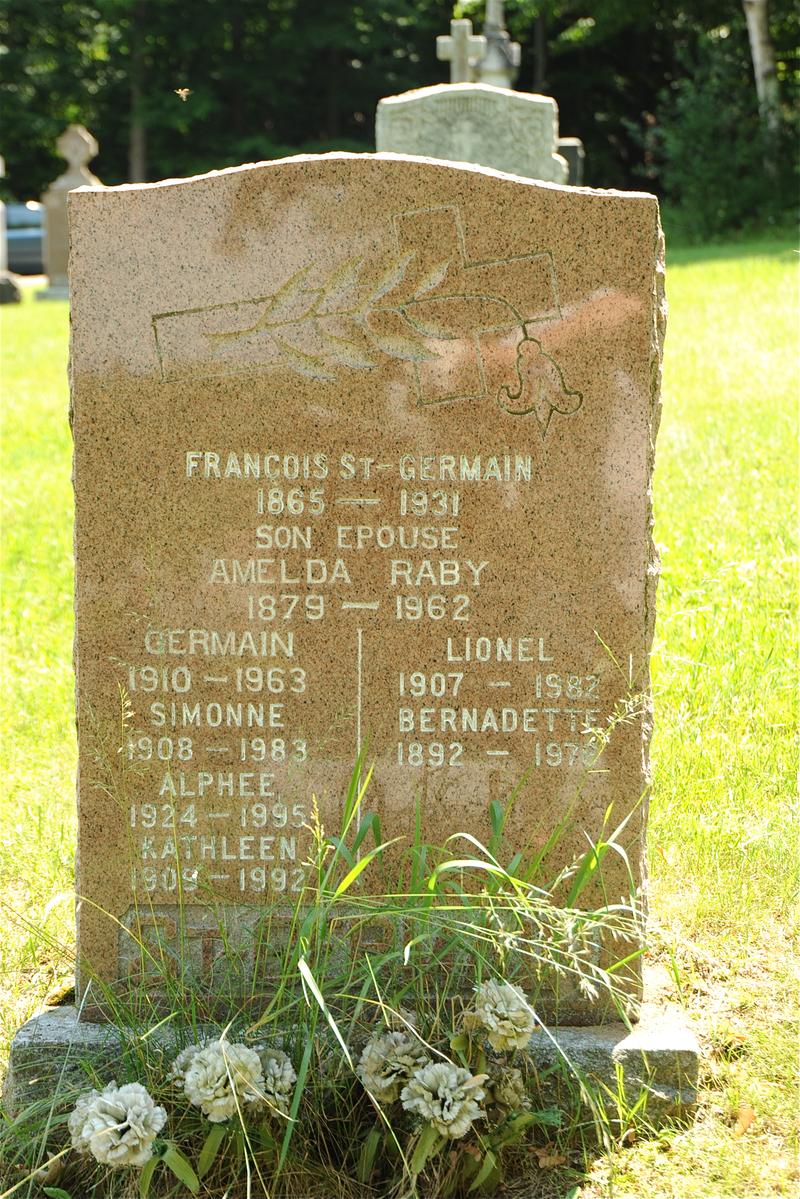 FRANCOIS ST-GERMAIN
1865 — 1931
SON EPOUSE
AMELDA RABY
1879 — 1962
GERMAIN
1910 — 1963
SIMONNE
1908 — 1983
ALPHEE
1924 — 1995
KATHLEEN
1909 — 1992
LIONEL
1907 — 1982
BERNADETTE
1892 —